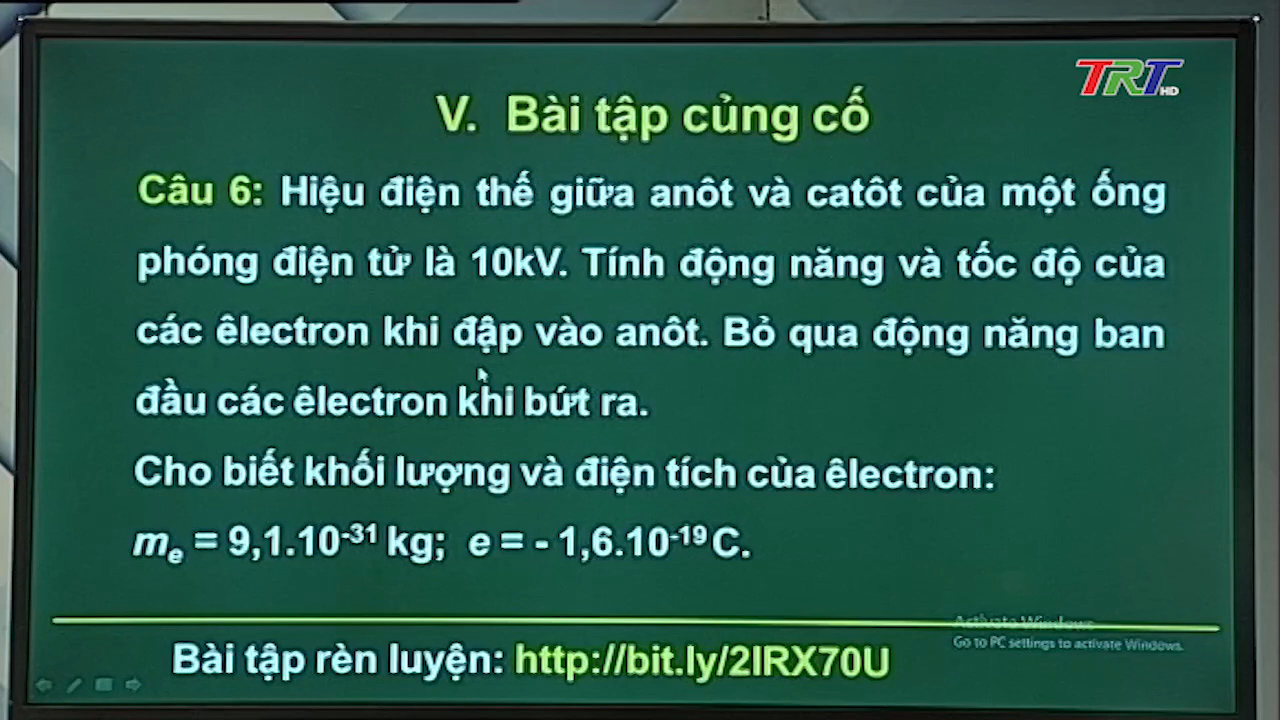 TRT HD
V. Bài tập củng cố
Câu 6: Hiệu điện thế giữa anôt và catôt của một ống
phóng điện tử là 10kV. Tính động năng và tốc độ của
các êlectron khi đập vào anôt. Bỏ qua động năng ban
đầu các êlectron khi bứt ra.
Cho biết khối lượng và điện tích của êlectron:
mₑ = 9,1.10⁻³¹ kg; e = - 1,6.10⁻¹⁹ C.
Activate Windows
Go to PC settings to activate Windows.
Bài tập rèn luyện: http://bit.ly/2IRX70U